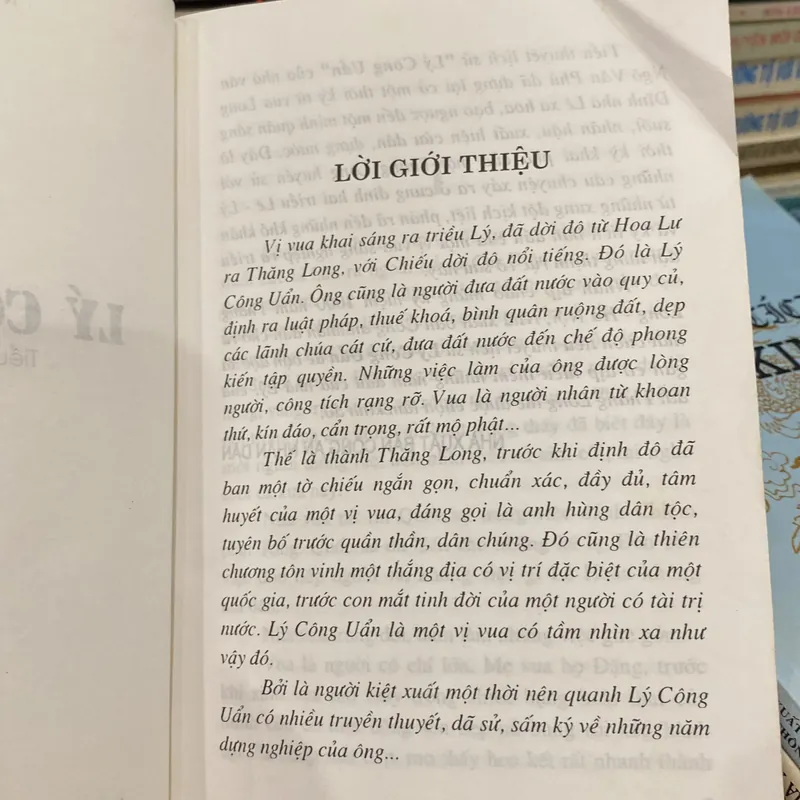 LỜI GIỚI THIỆU
Vị vua khai sáng ra triều Lý, đã dời đô từ Hoa Lư
ra Thăng Long, với Chiếu dời đô nổi tiếng. Đó là Lý
Công Uẩn. Ông cũng là người đưa đất nước vào quy củ,
định ra luật pháp, thuế khoá, bình quân ruộng đất, dẹp
các lãnh chúa cát cứ, đưa đất nước đến chế độ phong
kiến tập quyền. Những việc làm của ông được lòng
người, công tích rạng rỡ. Vua là người nhân từ khoan
thứ, kín đáo, cẩn trọng, rất mộ phật...
Thế là thành Thăng Long, trước khi định đô đã
ban một tờ chiếu ngắn gọn, chuẩn xác, đầy đủ, tâm
huyết của một vị vua, đáng gọi là anh hùng dân tộc,
tuyên bố trước quần thần, dân chúng. Đó cũng là thiên
chương tôn vinh một thắng địa có vị trí đặc biệt của một
quốc gia, trước con mắt tinh đời của một người có tài trị
nước. Lý Công Uẩn là một vị vua có tầm nhìn xa như
vậy đó.
Bởi là người kiệt xuất một thời nên quanh Lý Công
Uẩn có nhiều truyền thuyết, dã sử, sấm ký về những năm
dựng nghiệp của ông...
LÝ CÔ
Tiểu